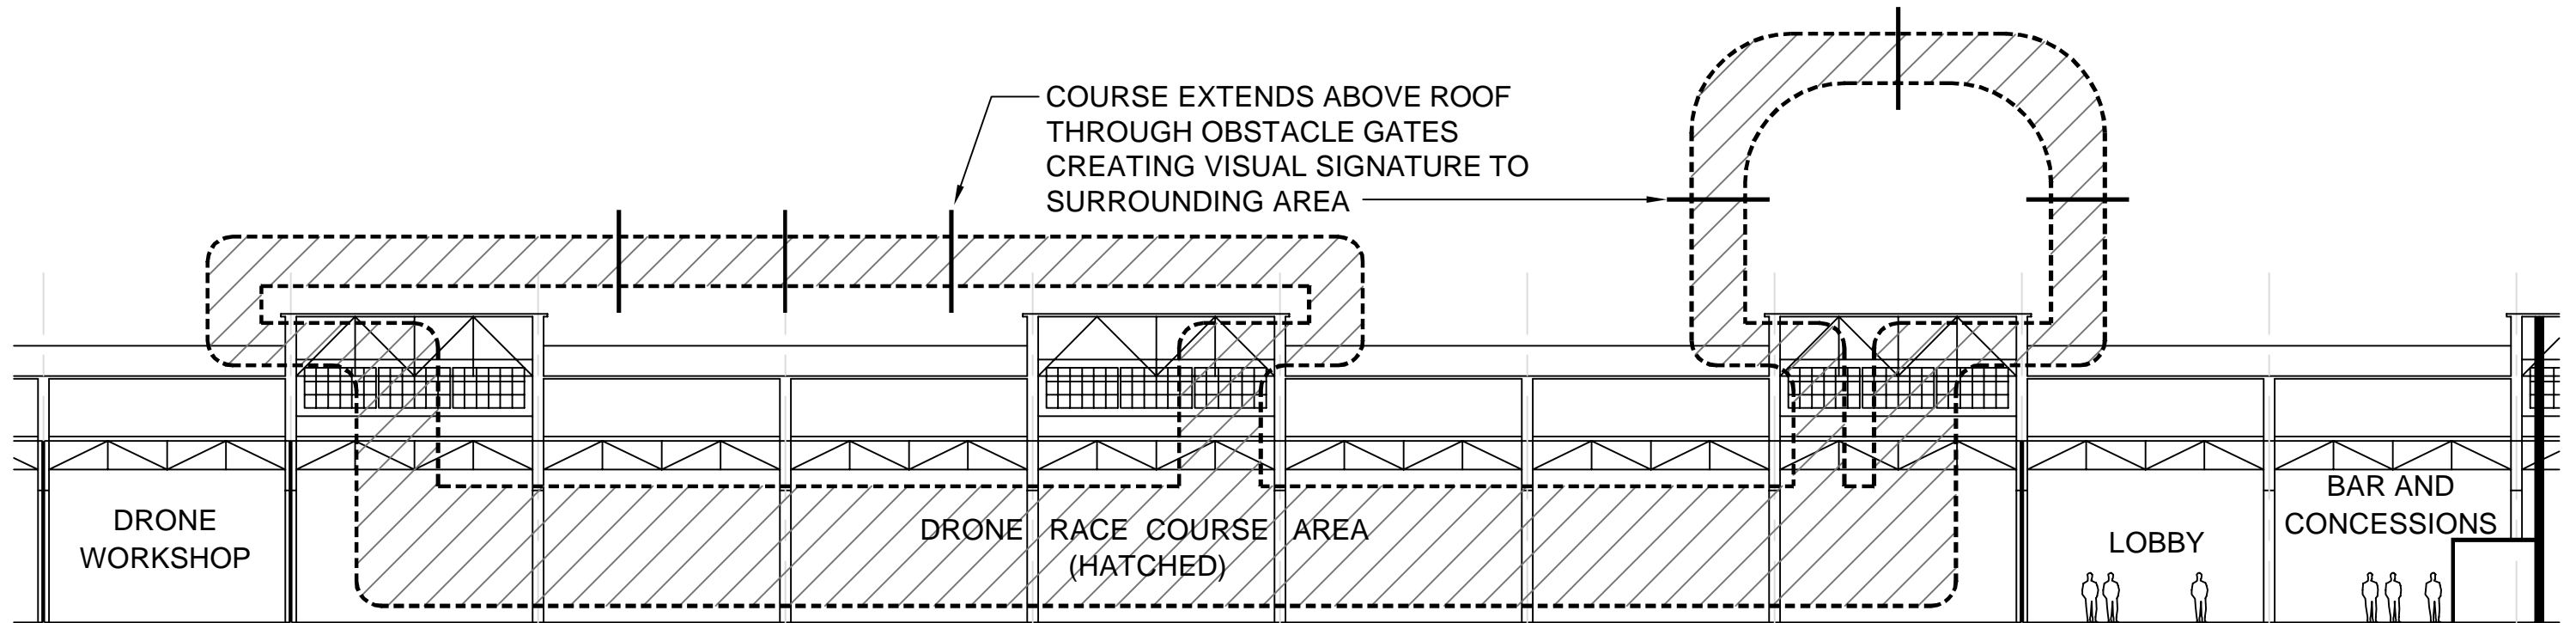 COURSE EXTENDS ABOVE ROOF
THROUGH OBSTACLE GATES
CREATING VISUAL SIGNATURE TO
SURROUNDING AREA
DRONE
WORKSHOP
DRONE RACE COURSE AREA
(HATCHED)
LOBBY
BAR AND
CONCESSIONS